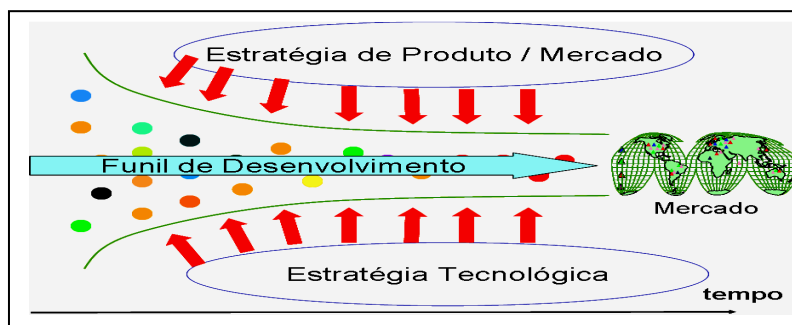 Estratégia de Produto / Mercado
Funil de Desenvolvimento
Mercado
Estratégia Tecnológica
tempo